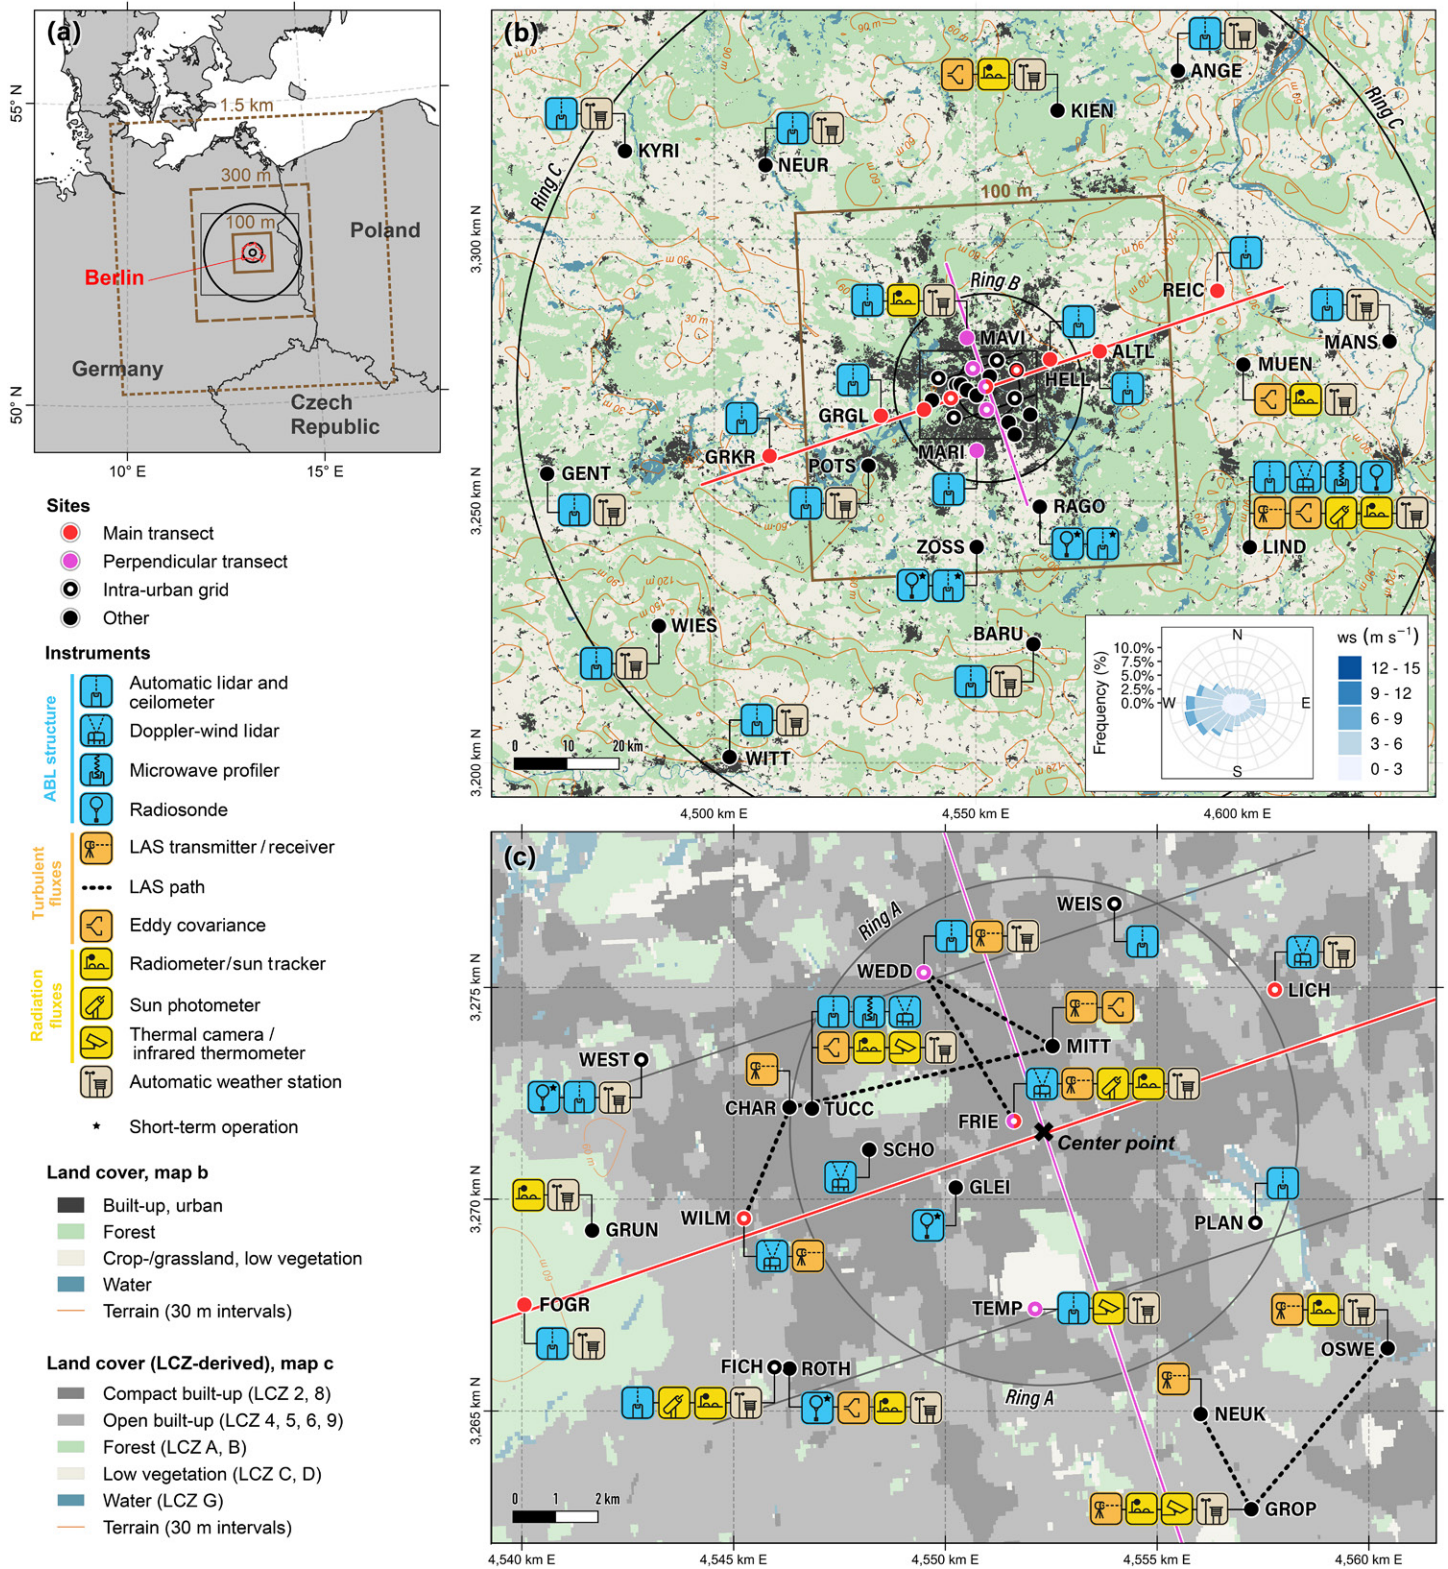 (a)
55° N
50° N
10° E
15° E
1.5 km
300 m
100 m
Berlin
Poland
Germany
Czech
Republic
Sites
Main transect
Perpendicular transect
Intra-urban grid
Other
Instruments
ABL structure
Automatic lidar and
ceilometer
Doppler-wind lidar
Microwave profiler
Radiosonde
Turbulent
fluxes
LAS transmitter / receiver
LAS path
Eddy covariance
Radiation
fluxes
Radiometer/sun tracker
Sun photometer
Thermal camera /
infrared thermometer
Automatic weather station
Short-term operation
Land cover, map b
Built-up, urban
Forest
Crop-/grassland, low vegetation
Water
Terrain (30 m intervals)
Land cover (LCZ-derived), map c
Compact built-up (LCZ 2, 8)
Open built-up (LCZ 4, 5, 6, 9)
Forest (LCZ A, B)
Low vegetation (LCZ C, D)
Water (LCZ G)
Terrain (30 m intervals)
(b)
3,300 km N
3,250 km N
3,200 km N
Ring C
Ring C
Ring B
100 m
ANGE
KIEN
KYRI
NEUR
REIC
MANS
MAVI
ALTL
HELL
MUEN
GRGL
GRKR
POTS
MARI
GENT
RAGO
ZOSS
LIND
WIES
BARU
WITT
0 10 20 km
N
E
S
W
Frequency (%)
10.0%
7.5%
5.0%
2.5%
0.0%
ws (m s⁻¹)
12 - 15
9 - 12
6 - 9
3 - 6
0 - 3
4,500 km E
4,550 km E
4,600 km E
(c)
3,275 km N
3,270 km N
3,265 km N
Ring A
Ring A
WEIS
WEDD
LICH
MITT
WEST
CHAR
TUCC
FRIE
Center point
SCHO
GLEI
WILM
GRUN
PLAN
FOGR
TEMP
OSWE
FICH
ROTH
NEUK
GROP
60 m
60 m
0 1 2 km
4,540 km E
4,545 km E
4,550 km E
4,555 km E
4,560 km E